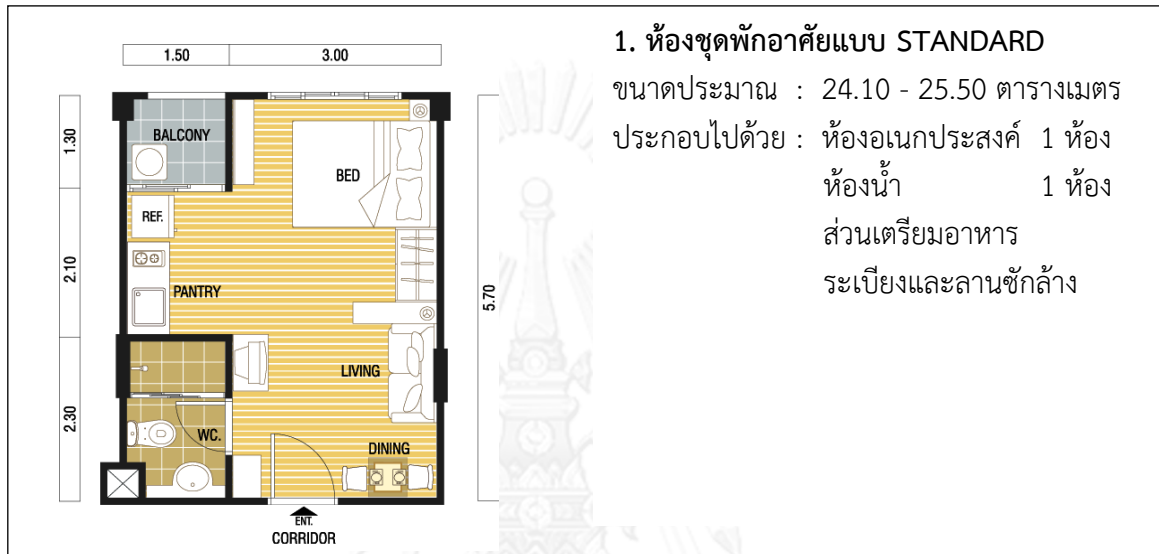 1.50 3.00
1.30
2.10
2.30
5.70
BALCONY
BED
REF.
PANTRY
LIVING
WC.
DINING
ENT.
CORRIDOR
1. ห้องชุดพักอาศัยแบบ STANDARD
ขนาดประมาณ : 24.10 - 25.50 ตารางเมตร
ประกอบไปด้วย : ห้องอเนกประสงค์ 1 ห้อง
ห้องน้ำ 1 ห้อง
ส่วนเตรียมอาหาร
ระเบียงและลานซักล้าง